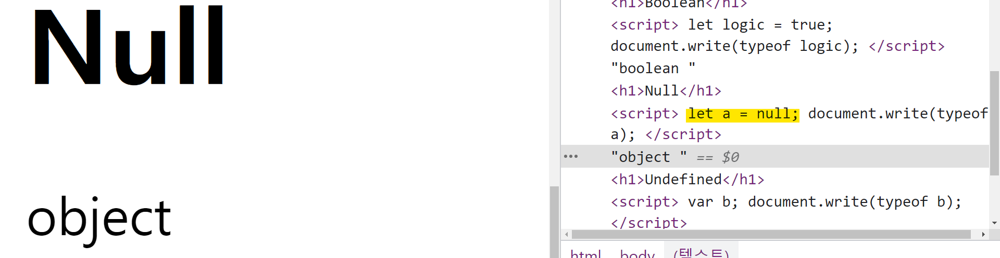 Null
object
<h1>Boolean</h1>
<script> let logic = true;
document.write(typeof logic); </script>
"boolean "
<h1>Null</h1>
<script> let a = null; document.write(typeof
a); </script>
"object " == $0
<h1>Undefined</h1>
<script> var b; document.write(typeof b);
</script>
html body (텍스트)